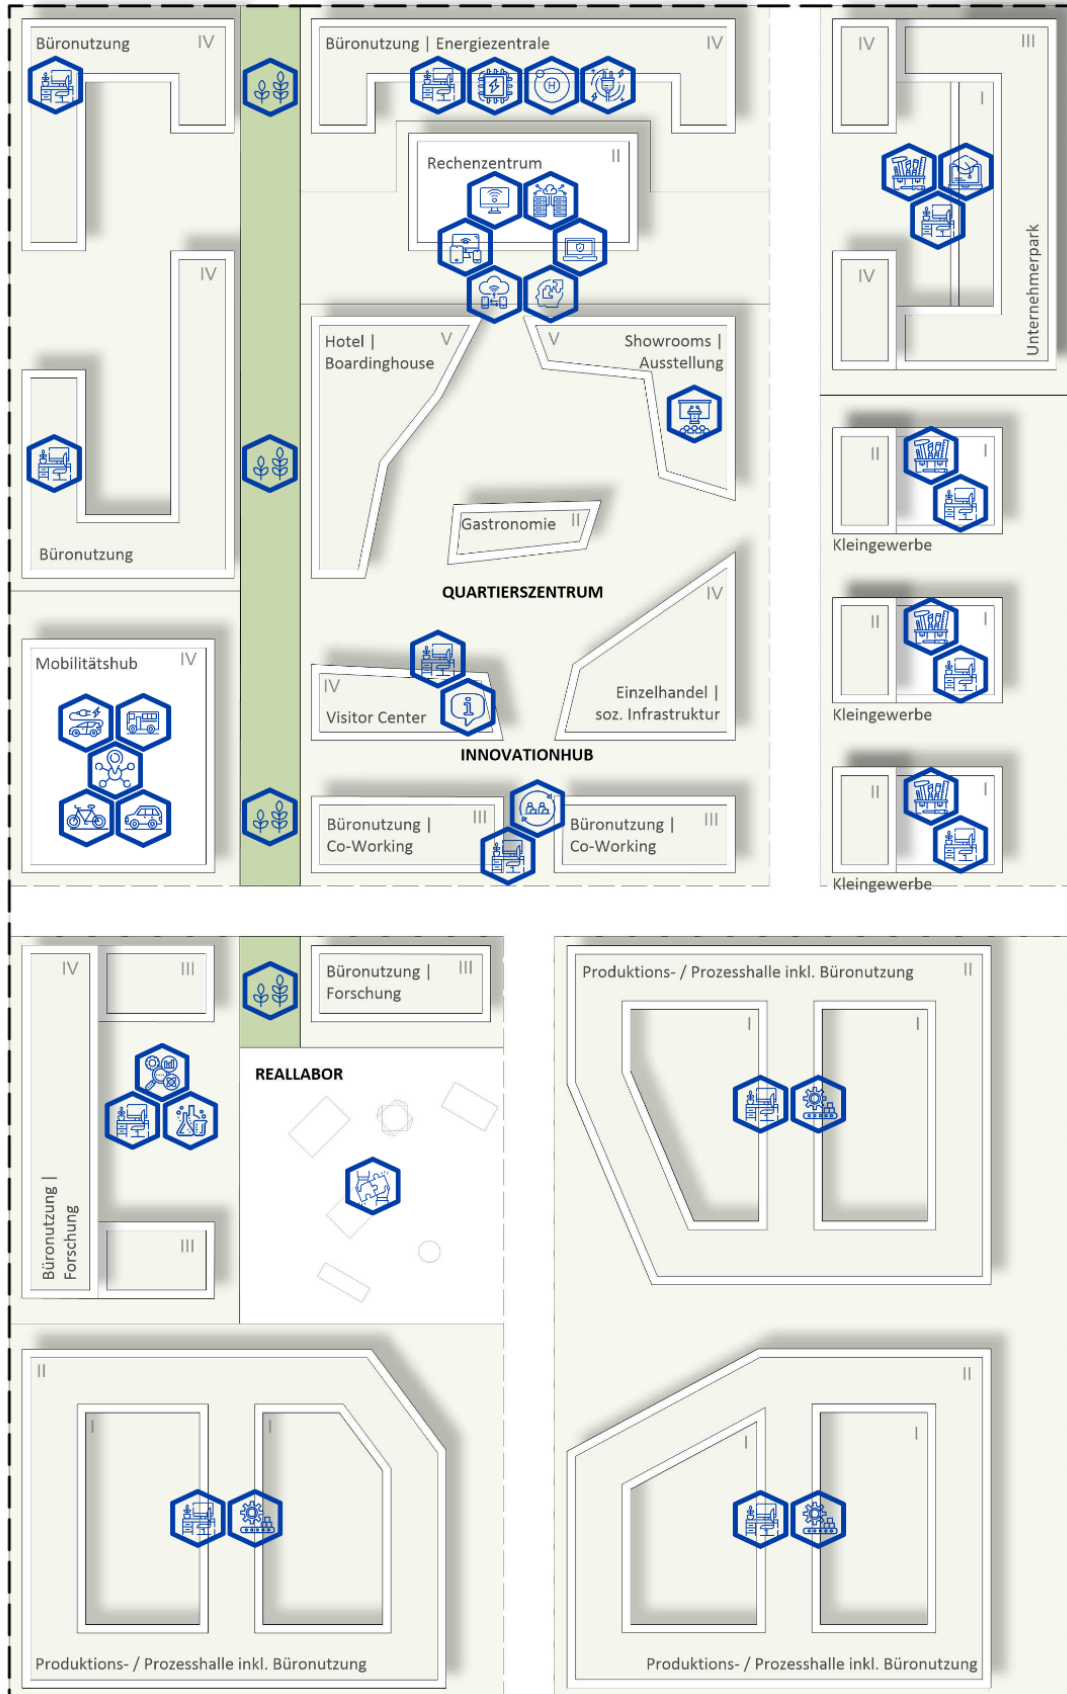 Büronutzung
IV
Büronutzung | Energiezentrale
IV
H
Rechenzentrum
II
IV
III
I
IV
Unternehmerpark
IV
Büronutzung
Hotel |
Boardinghouse
V
V
Showrooms |
Ausstellung
Gastronomie
II
QUARTIERSZENTRUM
IV
Visitor Center
i
IV
Einzelhandel |
soz. Infrastruktur
INNOVATIONHUB
Mobilitätshub
IV
Büronutzung |
Co-Working
III
Büronutzung |
Co-Working
III
II
I
Kleingewerbe
II
I
Kleingewerbe
II
I
Kleingewerbe
IV
III
Büronutzung |
Forschung
III
Büronutzung |
Forschung
III
REALLABOR
Produktions- / Prozesshalle inkl. Büronutzung
II
I
I
II
I
I
Produktions- / Prozesshalle inkl. Büronutzung
II
I
I
Produktions- / Prozesshalle inkl. Büronutzung